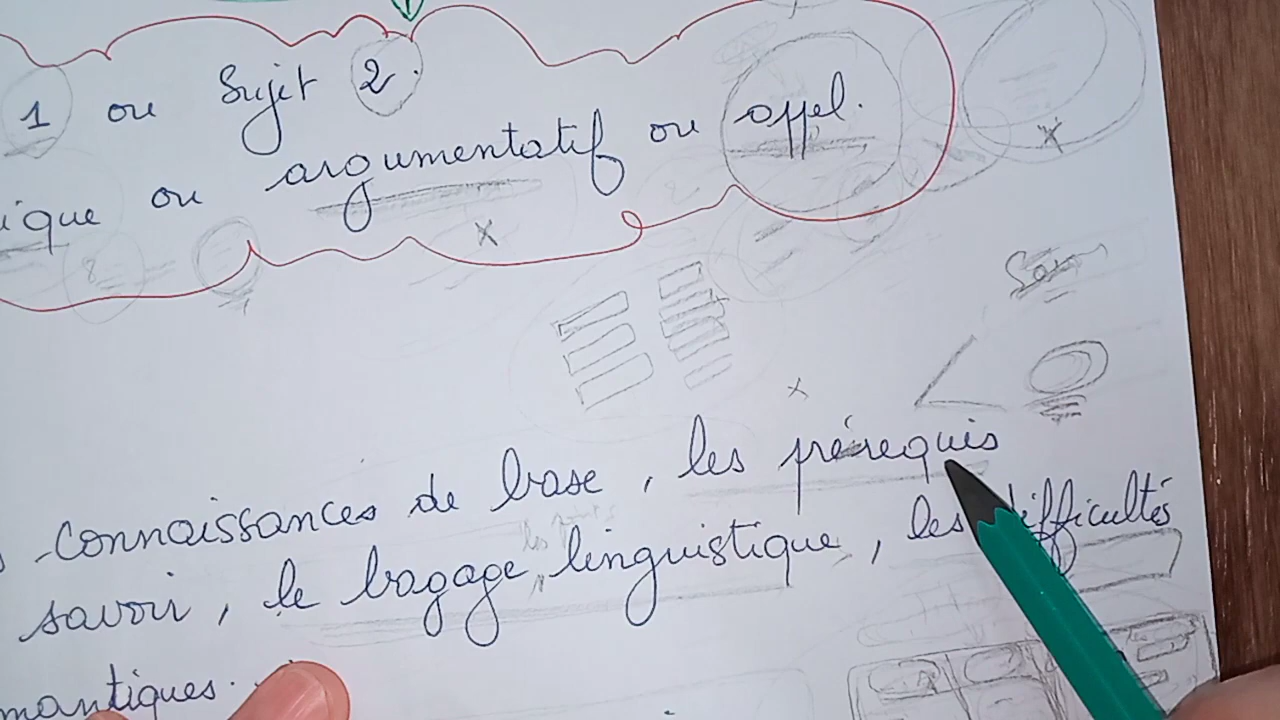 1 ou Sujet 2.
ique ou argumentatif ou appel.
connaissances de base, les prérequis
savoir, le bagage linguistique, les difficultés
mantiques.